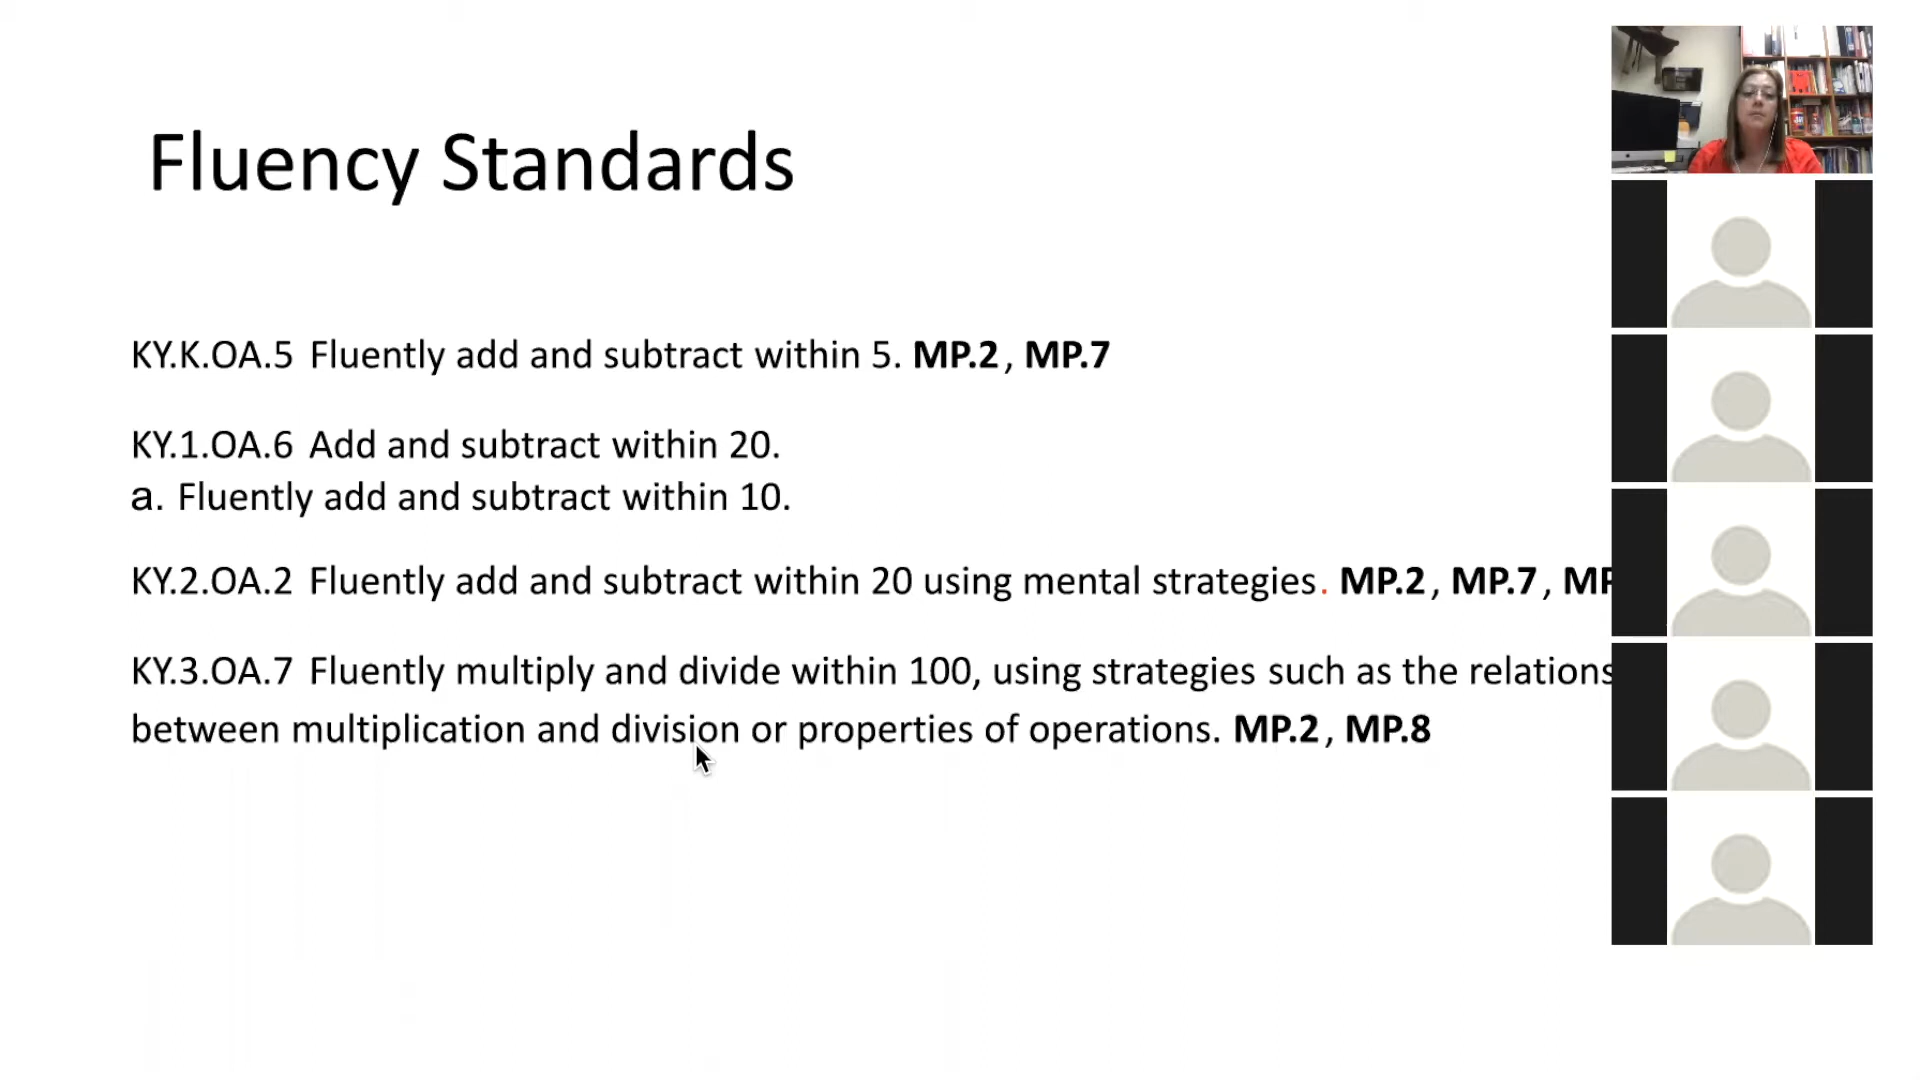 Fluency Standards
KY.K.OA.5 Fluently add and subtract within 5. MP.2, MP.7
KY.1.OA.6 Add and subtract within 20.
a. Fluently add and subtract within 10.
KY.2.OA.2 Fluently add and subtract within 20 using mental strategies. MP.2, MP.7,
KY.3.OA.7 Fluently multiply and divide within 100, using strategies such as the
between multiplication and division or properties of operations. MP.2, MP.8